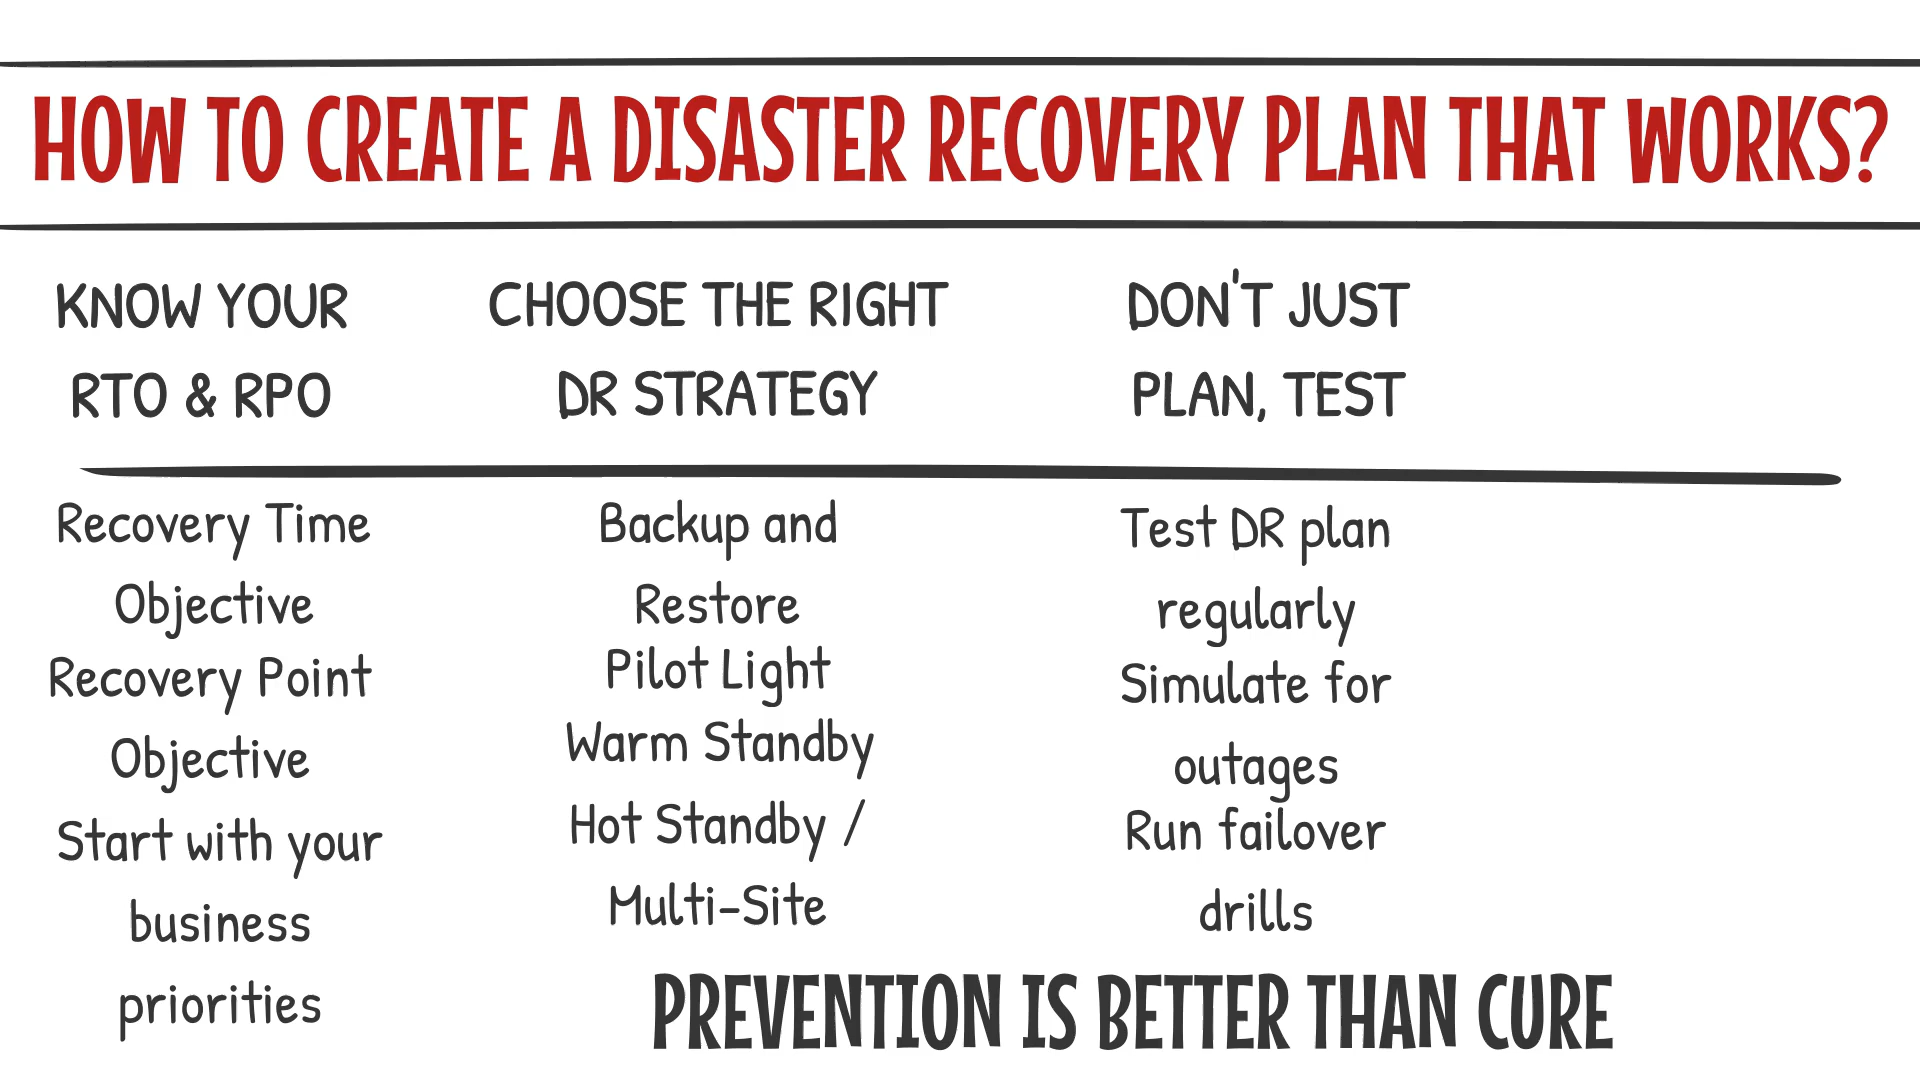 HOW TO CREATE A DISASTER RECOVERY PLAN THAT WORKS?
KNOW YOUR
RTO & RPO
Recovery Time
Objective
Recovery Point
Objective
Start with your
business
priorities
CHOOSE THE RIGHT
DR STRATEGY
Backup and
Restore
Pilot Light
Warm Standby
Hot Standby /
Multi-Site
DON'T JUST
PLAN, TEST
Test DR plan
regularly
Simulate for
outages
Run failover
drills
PREVENTION IS BETTER THAN CURE